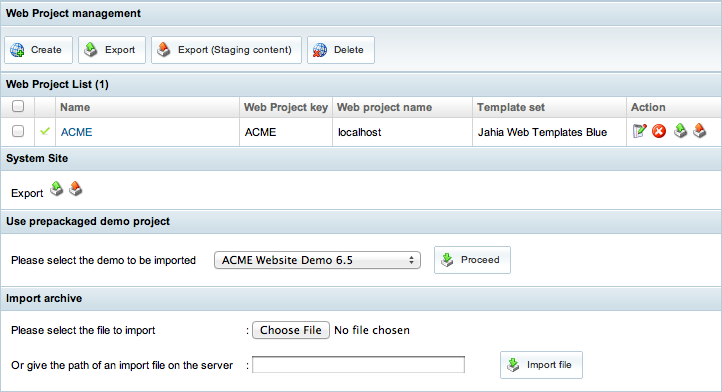 Web Project management
Create Export Export (Staging content) Delete
Web Project List (1)
Name Web Project key Web project name Template set Action
ACME ACME localhost Jahia Web Templates Blue
System Site
Export
Use prepackaged demo project
Please select the demo to be imported ACME Website Demo 6.5 Proceed
Import archive
Please select the file to import : Choose File No file chosen
Or give the path of an import file on the server : Import file